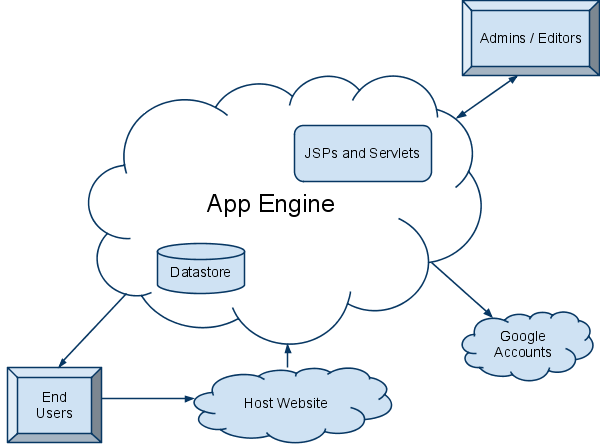 Admins / Editors
JSPs and Servlets
App Engine
Datastore
Google
Accounts
End
Users
Host Website